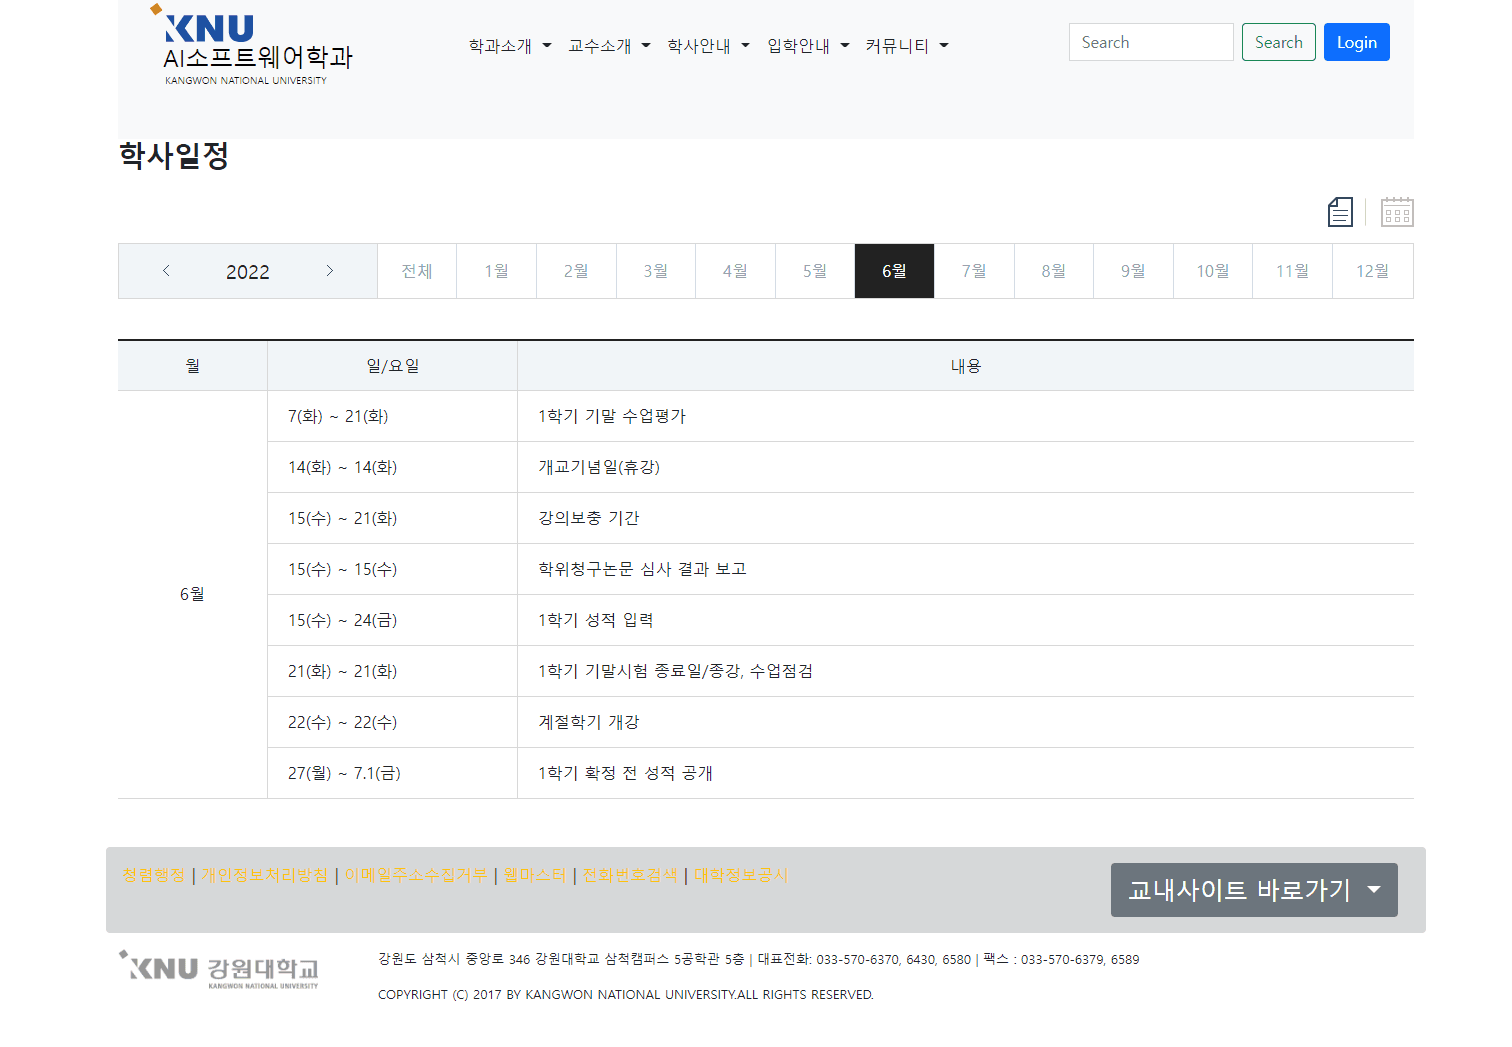 KNU
AI소프트웨어학과
KANGWON NATIONAL UNIVERSITY
학과소개 교수소개 학사안내 입학안내 커뮤니티
Search Search Login
학사일정
2022 전체 1월 2월 3월 4월 5월 6월 7월 8월 9월 10월 11월 12월
월 일/요일 내용
6월
7(화) ~ 21(화) 1학기 기말 수업평가
14(화) ~ 14(화) 개교기념일(휴강)
15(수) ~ 21(화) 강의보충 기간
15(수) ~ 15(수) 학위청구논문 심사 결과 보고
15(수) ~ 24(금) 1학기 성적 입력
21(화) ~ 21(화) 1학기 기말시험 종료일/종강, 수업점검
22(수) ~ 22(수) 계절학기 개강
27(월) ~ 7.1(금) 1학기 확정 전 성적 공개
청렴행정 | 개인정보처리방침 | 이메일주소수집거부 | 웹마스터 | 전회번호검색 | 대학정보공시
교내사이트 바로가기
KNU 강원대학교
KANGWON NATIONAL UNIVERSITY
강원도 삼척시 중앙로 346 강원대학교 삼척캠퍼스 5공학관 5층 | 대표전화: 033-570-6370, 6430, 6580 | 팩스 : 033-570-6379, 6589
COPYRIGHT (C) 2017 BY KANGWON NATIONAL UNIVERSITY.ALL RIGHTS RESERVED.